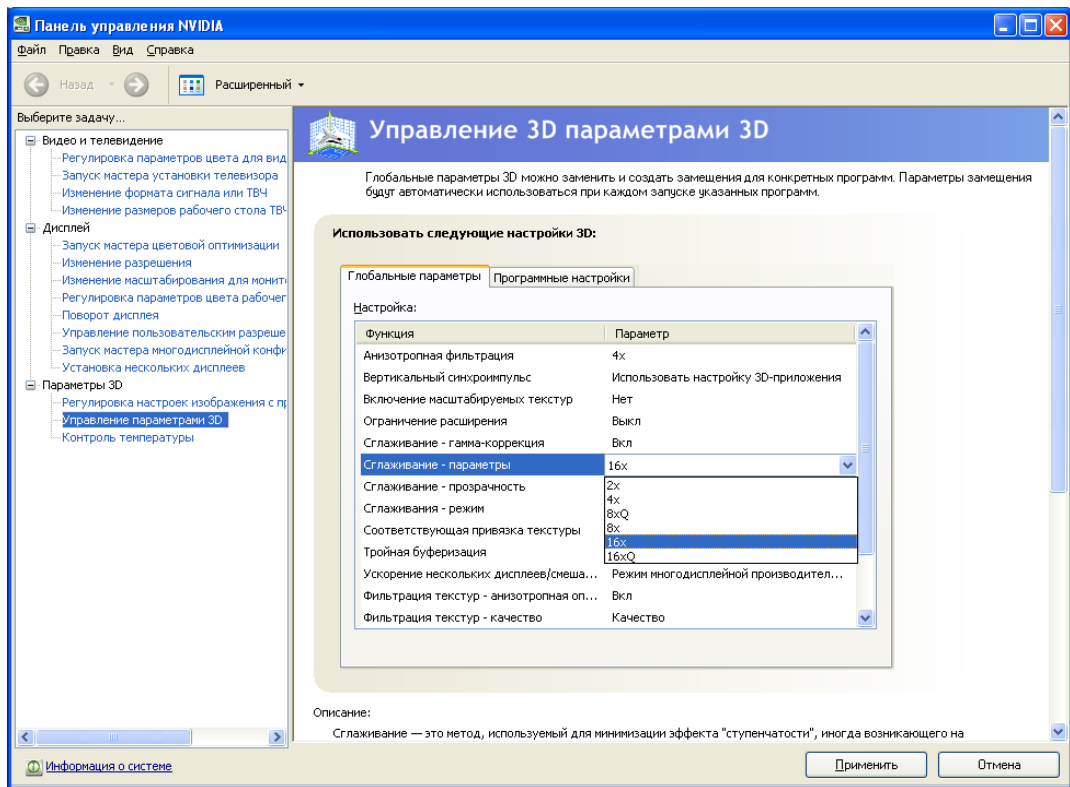 Панель управления NVIDIA
Файл Правка Вид Справка
Назад Расширенный
Выберите задачу...
Видео и телевидение
Регулировка параметров цвета для вид
Запуск мастера установки телевизора
Изменение формата сигнала или ТВЧ
Изменение размеров рабочего стола ТВЧ
Дисплей
Запуск мастера цветовой оптимизации
Изменение разрешения
Изменение масштабирования для монит
Регулировка параметров цвета рабочег
Поворот дисплея
Управление пользовательским разреше
Запуск мастера многодисплейной конфи
Установка нескольких дисплеев
Параметры 3D
Регулировка настроек изображения с пр
Управление параметрами 3D
Контроль температуры
Управление 3D параметрами 3D
Глобальные параметры 3D можно заменить и создать замещения для конкретных программ. Параметры замещения
будут автоматически использоваться при каждом запуске указанных программ.
Использовать следующие настройки 3D:
Глобальные параметры Программные настройки
Настройка:
Функция Параметр
Анизотропная фильтрация 4x
Вертикальный синхроимпульс Использовать настройку 3D-приложения
Включение масштабируемых текстур Нет
Ограничение расширения Выкл
Сглаживание - гамма-коррекция Вкл
Сглаживание - параметры 16x
Сглаживание - прозрачность
Сглаживания - режим
Соответствующая привязка текстуры
Тройная буферизация
2x
4x
8xQ
8x
16x
16xQ
Ускорение нескольких дисплеев/смеша... Режим многодисплейной производител...
Фильтрация текстур - анизотропная оп... Вкл
Фильтрация текстур - качество Качество
Описание:
Сглаживание — это метод, используемый для минимизации эффекта "ступенчатости", иногда возникающего на
Информация о системе
Применить Отмена